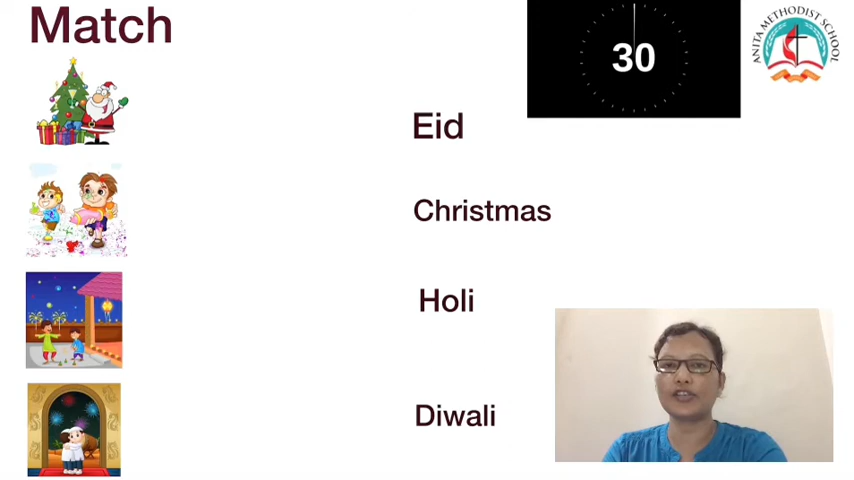 Match
30
ANITA METHODIST SCHOOL
Eid
Christmas
Holi
Diwali